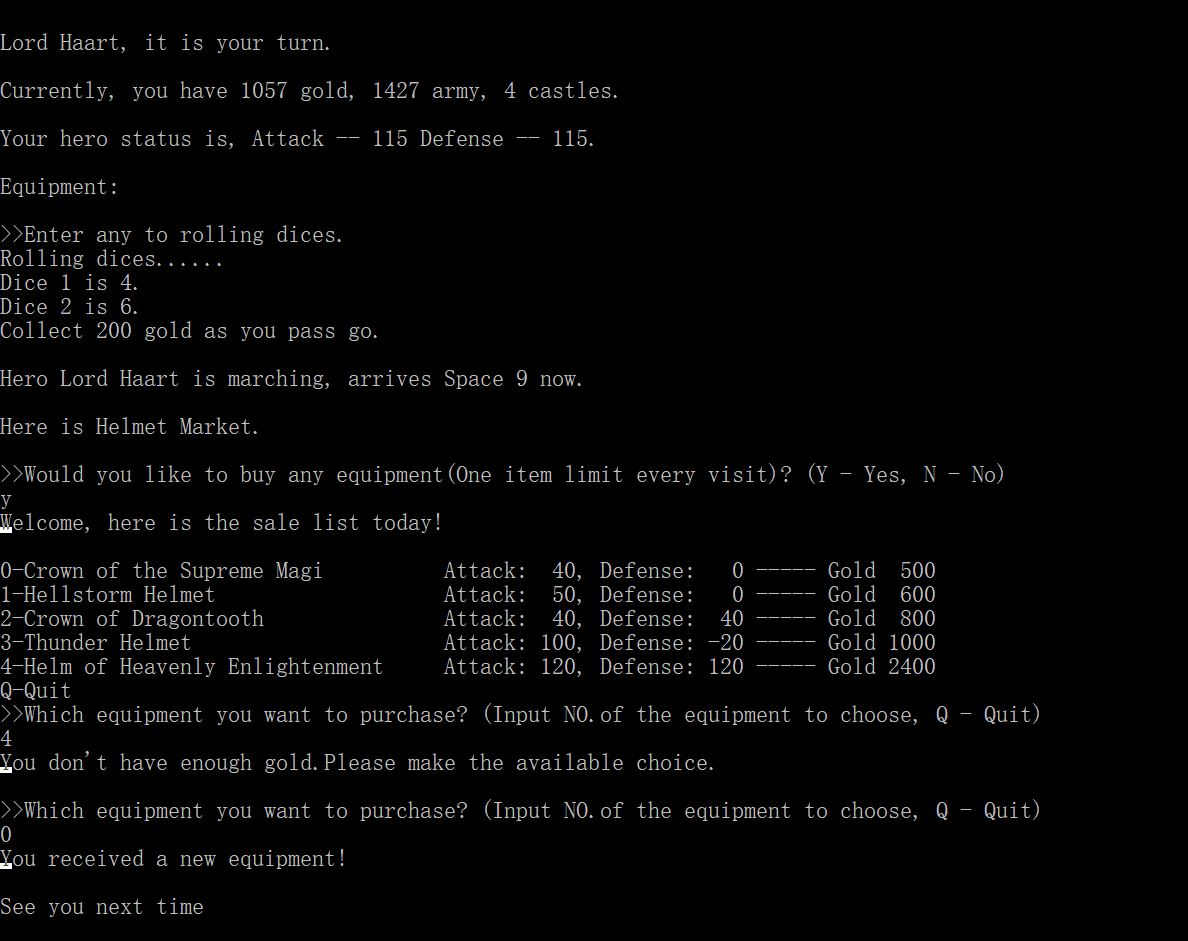 Lord Haart, it is your turn.
Currently, you have 1057 gold, 1427 army, 4 castles.
Your hero status is, Attack -- 115 Defense -- 115.
Equipment:
>>Enter any to rolling dices.
Rolling dices......
Dice 1 is 4.
Dice 2 is 6.
Collect 200 gold as you pass go.
Hero Lord Haart is marching, arrives Space 9 now.
Here is Helmet Market.
>>Would you like to buy any equipment(One item limit every visit)? (Y - Yes, N - No)
y
Welcome, here is the sale list today!
0-Crown of the Supreme Magi          Attack:  40, Defense:   0 ----- Gold  500
1-Hellstorm Helmet                   Attack:  50, Defense:   0 ----- Gold  600
2-Crown of Dragontooth               Attack:  40, Defense:  40 ----- Gold  800
3-Thunder Helmet                     Attack: 100, Defense: -20 ----- Gold 1000
4-Helm of Heavenly Enlightenment     Attack: 120, Defense: 120 ----- Gold 2400
Q-Quit
>>Which equipment you want to purchase? (Input NO.of the equipment to choose, Q - Quit)
4
You don't have enough gold.Please make the available choice.
>>Which equipment you want to purchase? (Input NO.of the equipment to choose, Q - Quit)
0
You received a new equipment!
See you next time